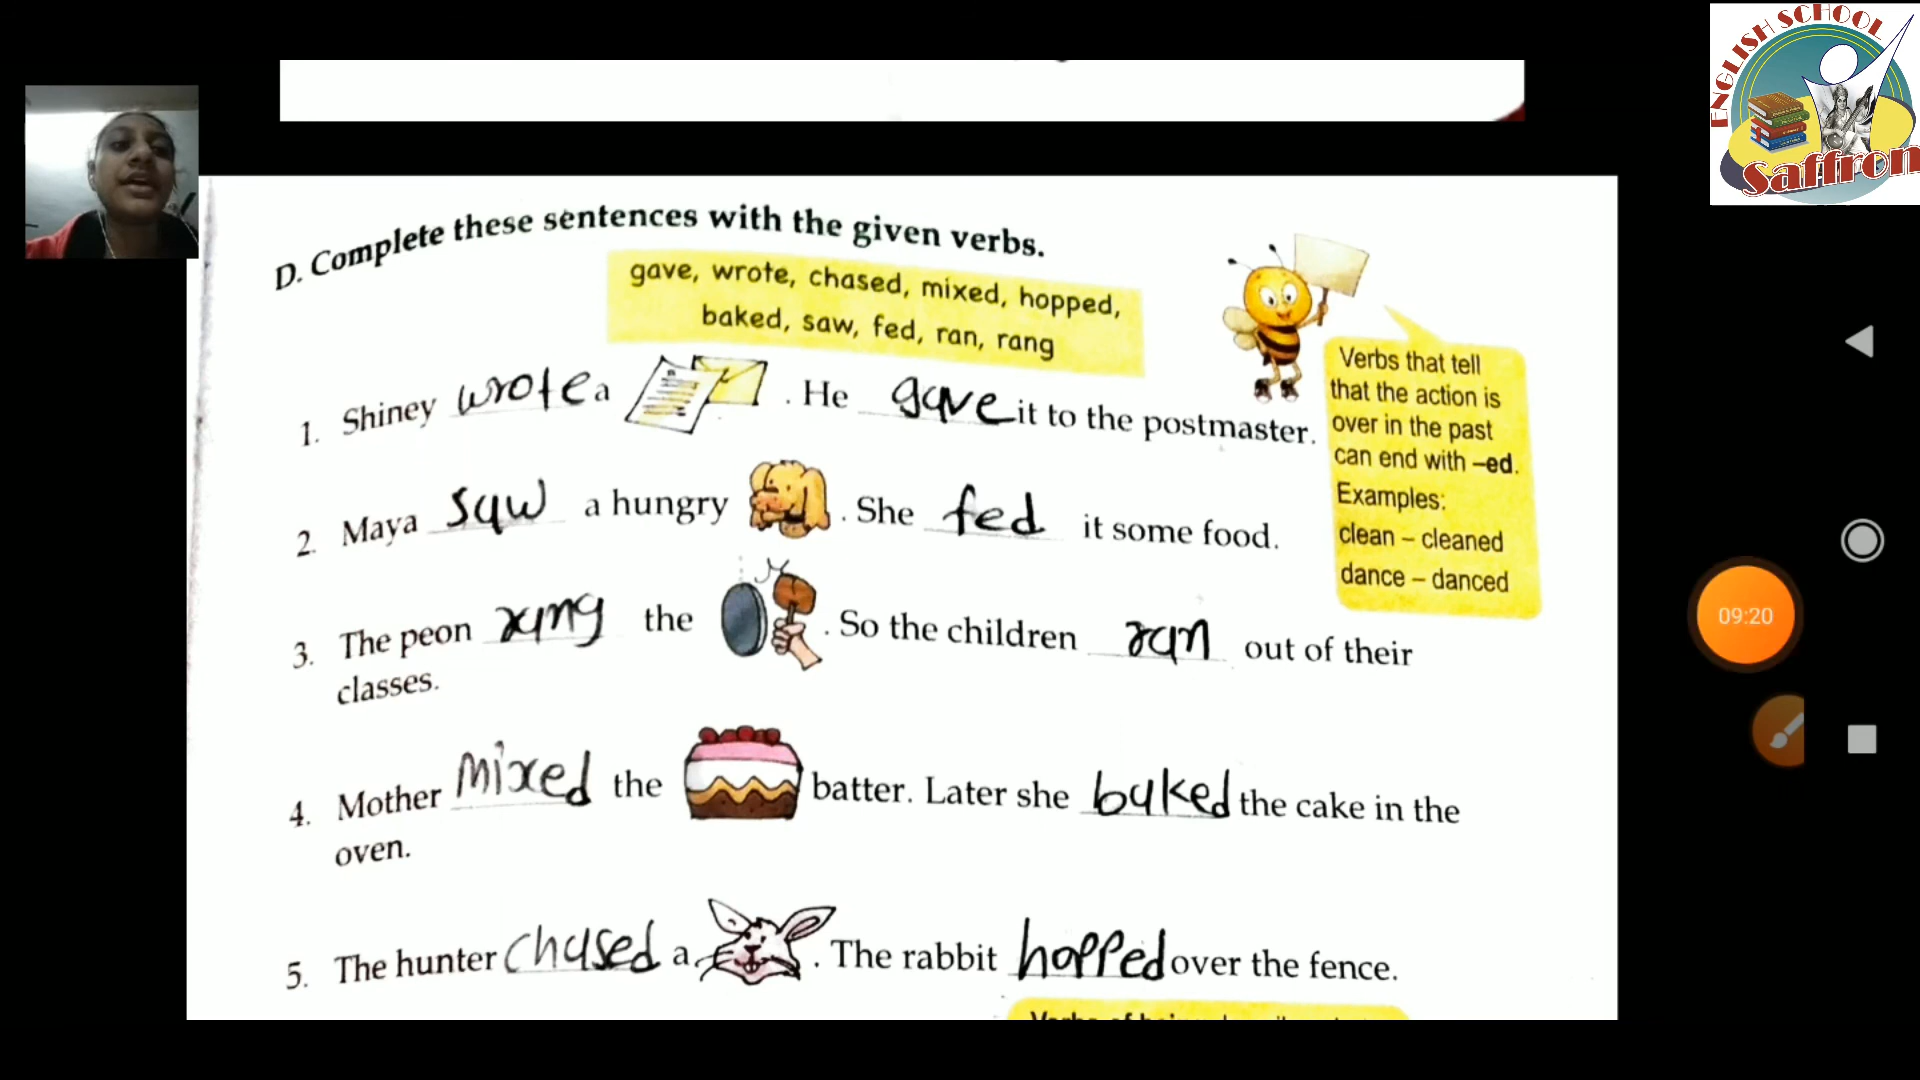 ENGLISH SCHOOL
Saffron
D. Complete these sentences with the given verbs.
gave, wrote, chased, mixed, hopped,
baked, saw, fed, ran, rang
Verbs that tell
that the action is
over in the past
can end with –ed.
Examples:
clean – cleaned
dance – danced
1. Shiney wrote a . He gave it to the postmaster.
2. Maya saw a hungry . She fed it some food.
3. The peon rang the . So the children ran out of their
classes.
4. Mother mixed the batter. Later she baked the cake in the
oven.
5. The hunter chased a . The rabbit hopped over the fence.
09:20